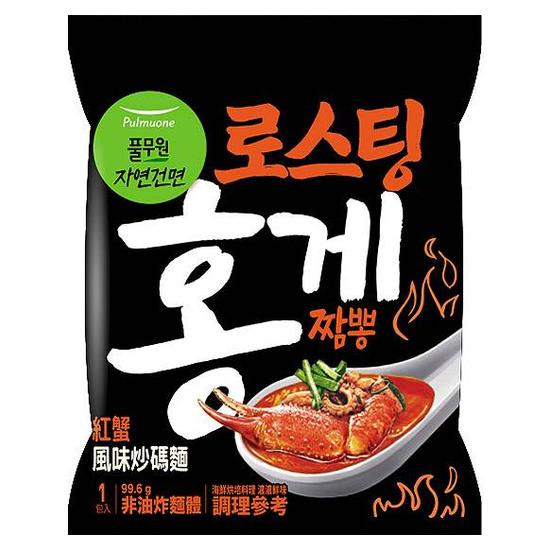 Pulmuone
풀무원
자연건면
로스팅
홍게
짬뽕
紅蟹
風味炒碼麵
1包入
99.6g
非油炸麵體
海鮮烘焙料理 濃濃鮮味
調理參考